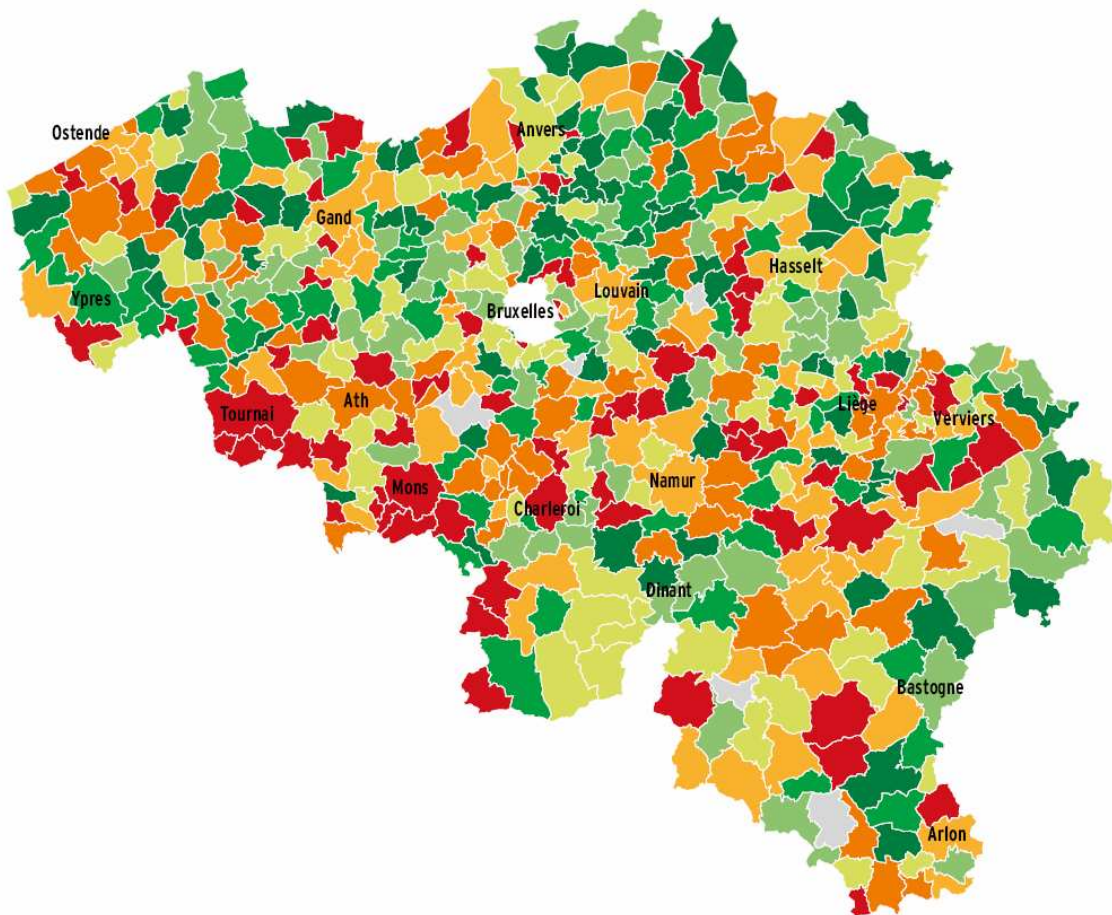 Ostende
Anvers
Gand
Hasselt
Ypres
Louvain
Bruxelles
Ath
Liège
Tournai
Verviers
Mons
Namur
Charleroi
Dinant
Bastogne
Arlon